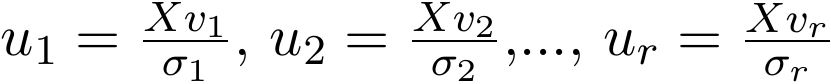 $u_1 = \frac{Xv_1}{\sigma_1}$, $u_2 = \frac{Xv_2}{\sigma_2}$,..., $u_r = \frac{Xv_r}{\sigma_r}$